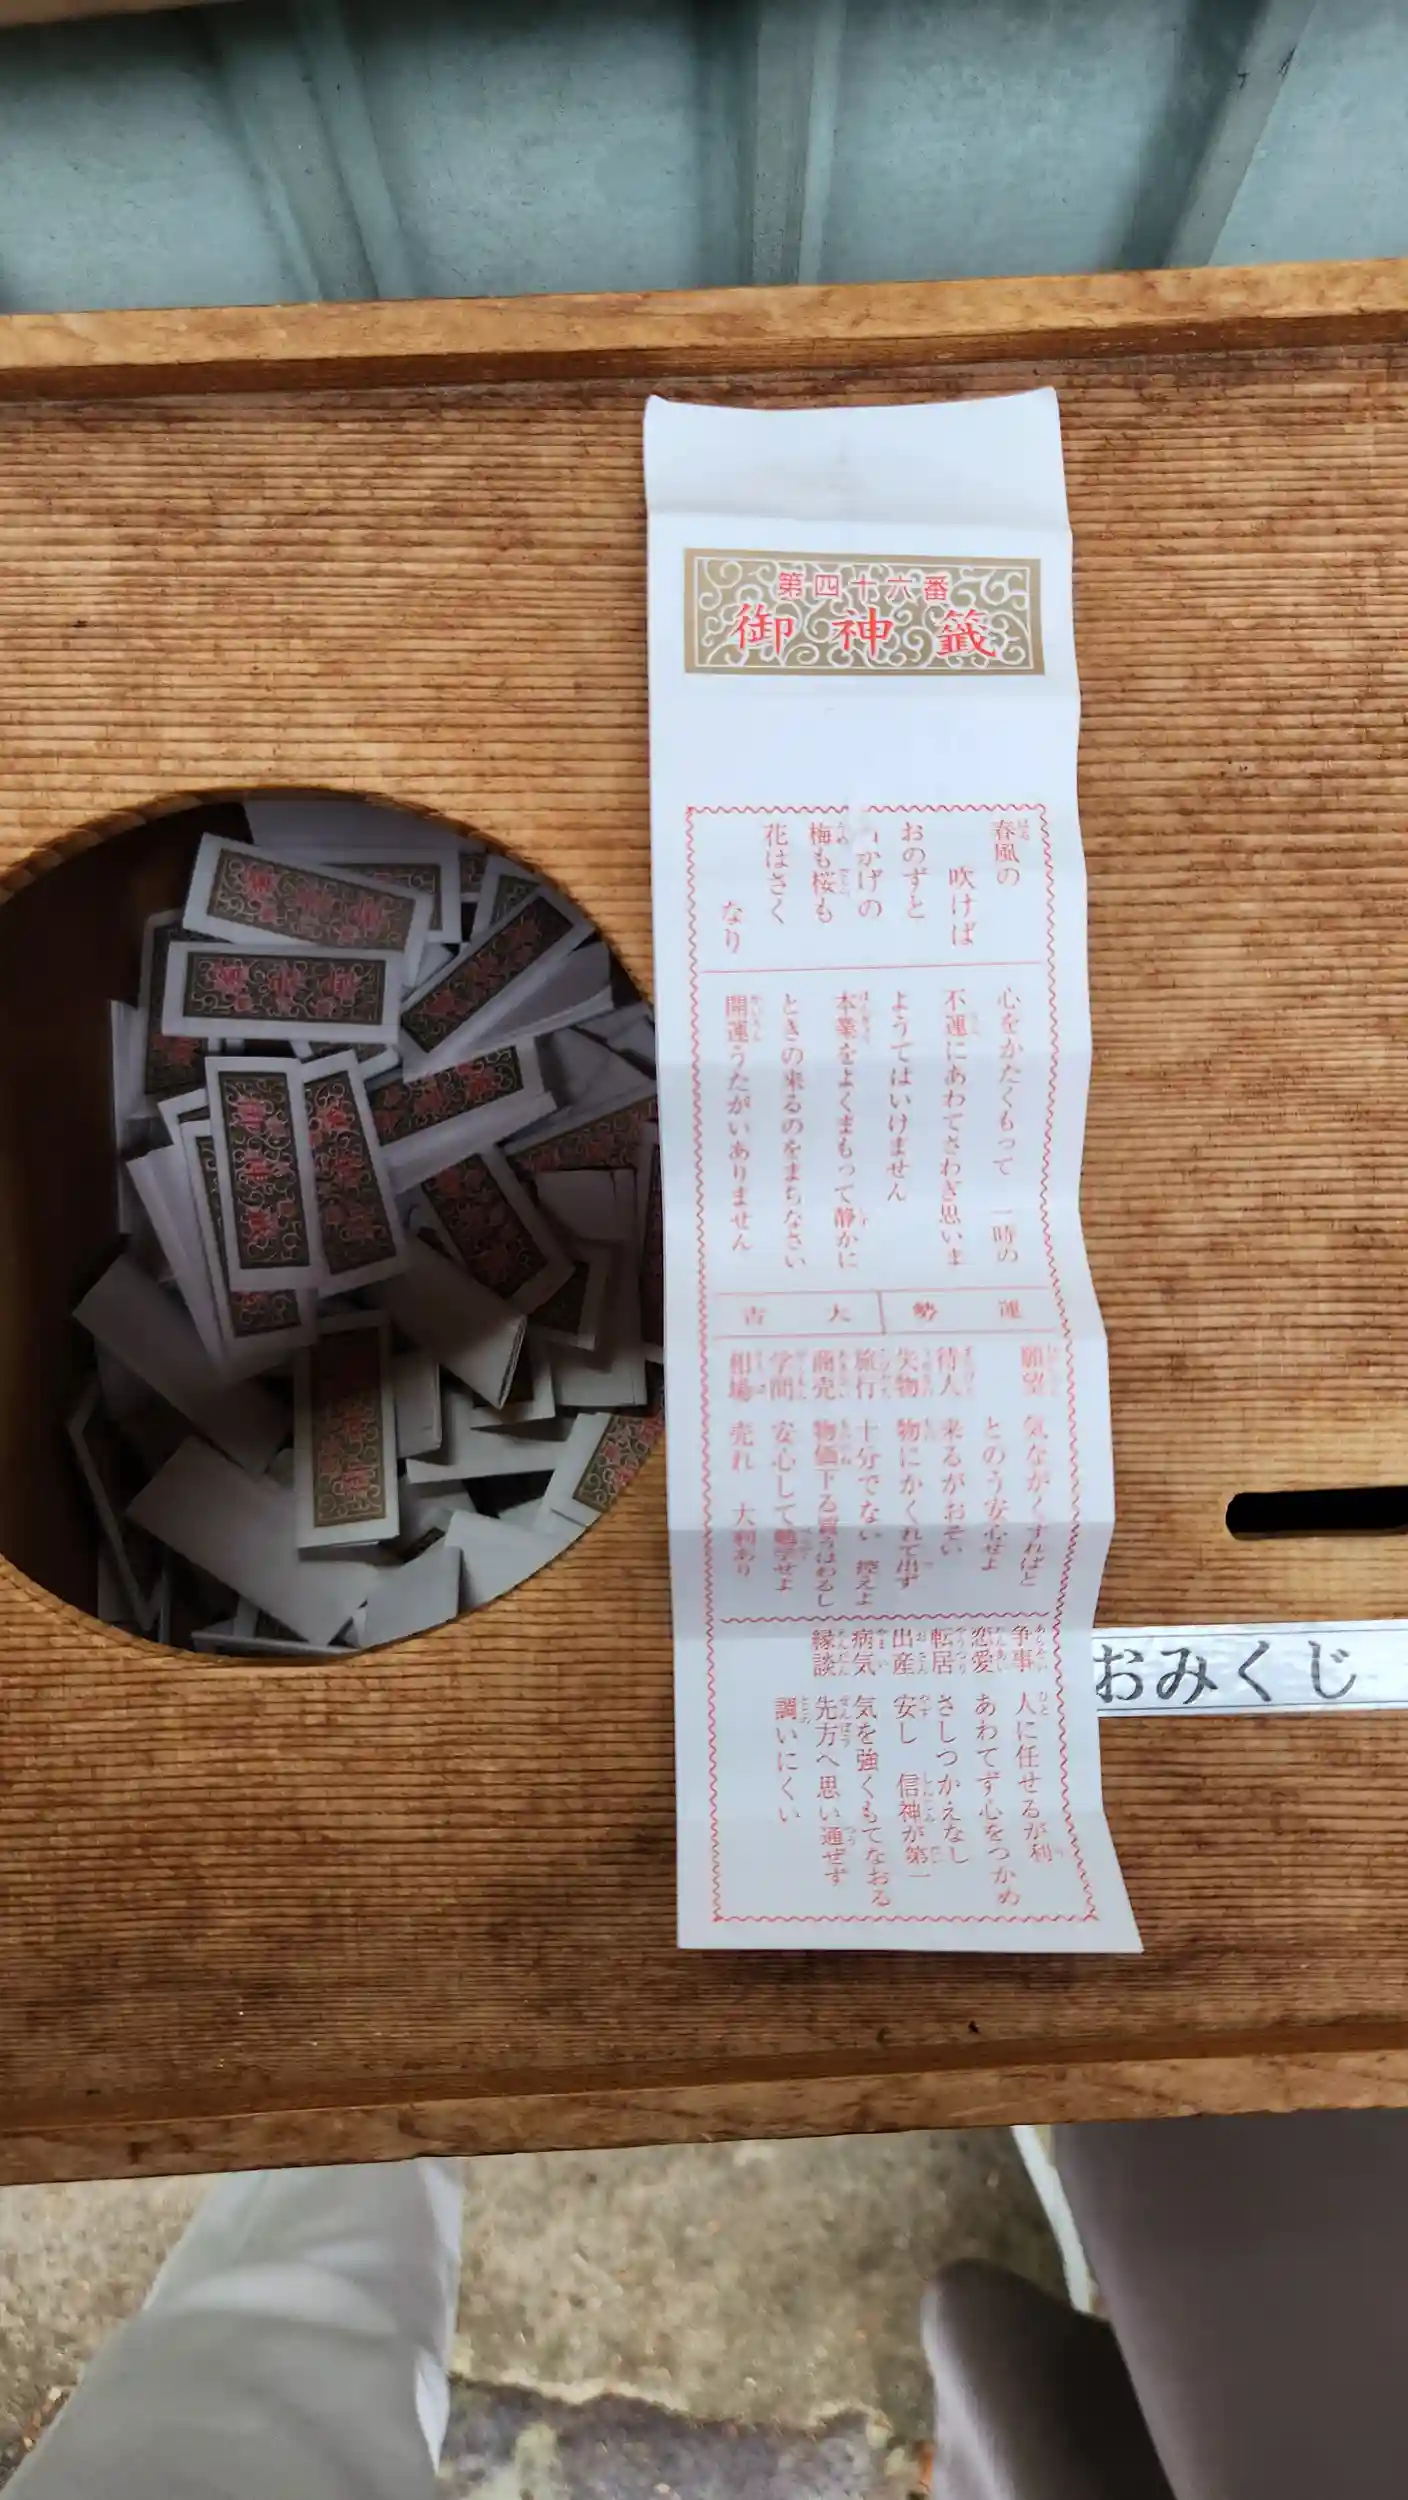 第四十六番
御神籤
春風の
吹けば
おのずと
かげの
梅も桜も
花はさく
なり
心をかたくもって 一時の
不運にあわてさわぎ思いま
ようてはいけません
本業をよくまもって静かに
ときの来るのをまちなさい
開運うたがいありません
運勢 大吉
願望 気ながくすればと
とのう安心せよ
待人 来るがおそい
失物 物にかくれて出ず
旅行 十分でない 控えよ
商売 物価下る買うはわるし
学問 安心して勉学せよ
相場 売れ 大利あり
争事 人に任せるが利
恋愛 あわてず心をつかめ
転居 さしつかえなし
出産 安し 信神が第一
病気 気を強くもてなおる
縁談 先方へ思い通ぜず
調いにくい
おみくじ